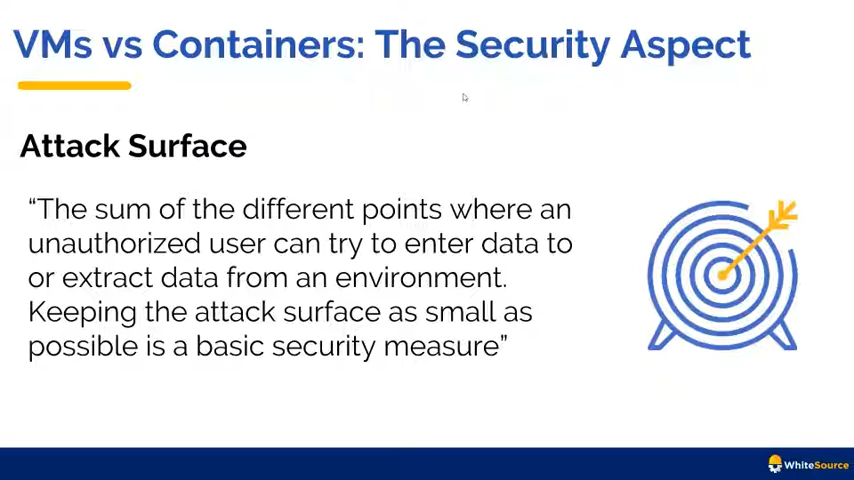 VMs vs Containers: The Security Aspect
Attack Surface
“The sum of the different points where an
unauthorized user can try to enter data to
or extract data from an environment.
Keeping the attack surface as small as
possible is a basic security measure”
WhiteSource